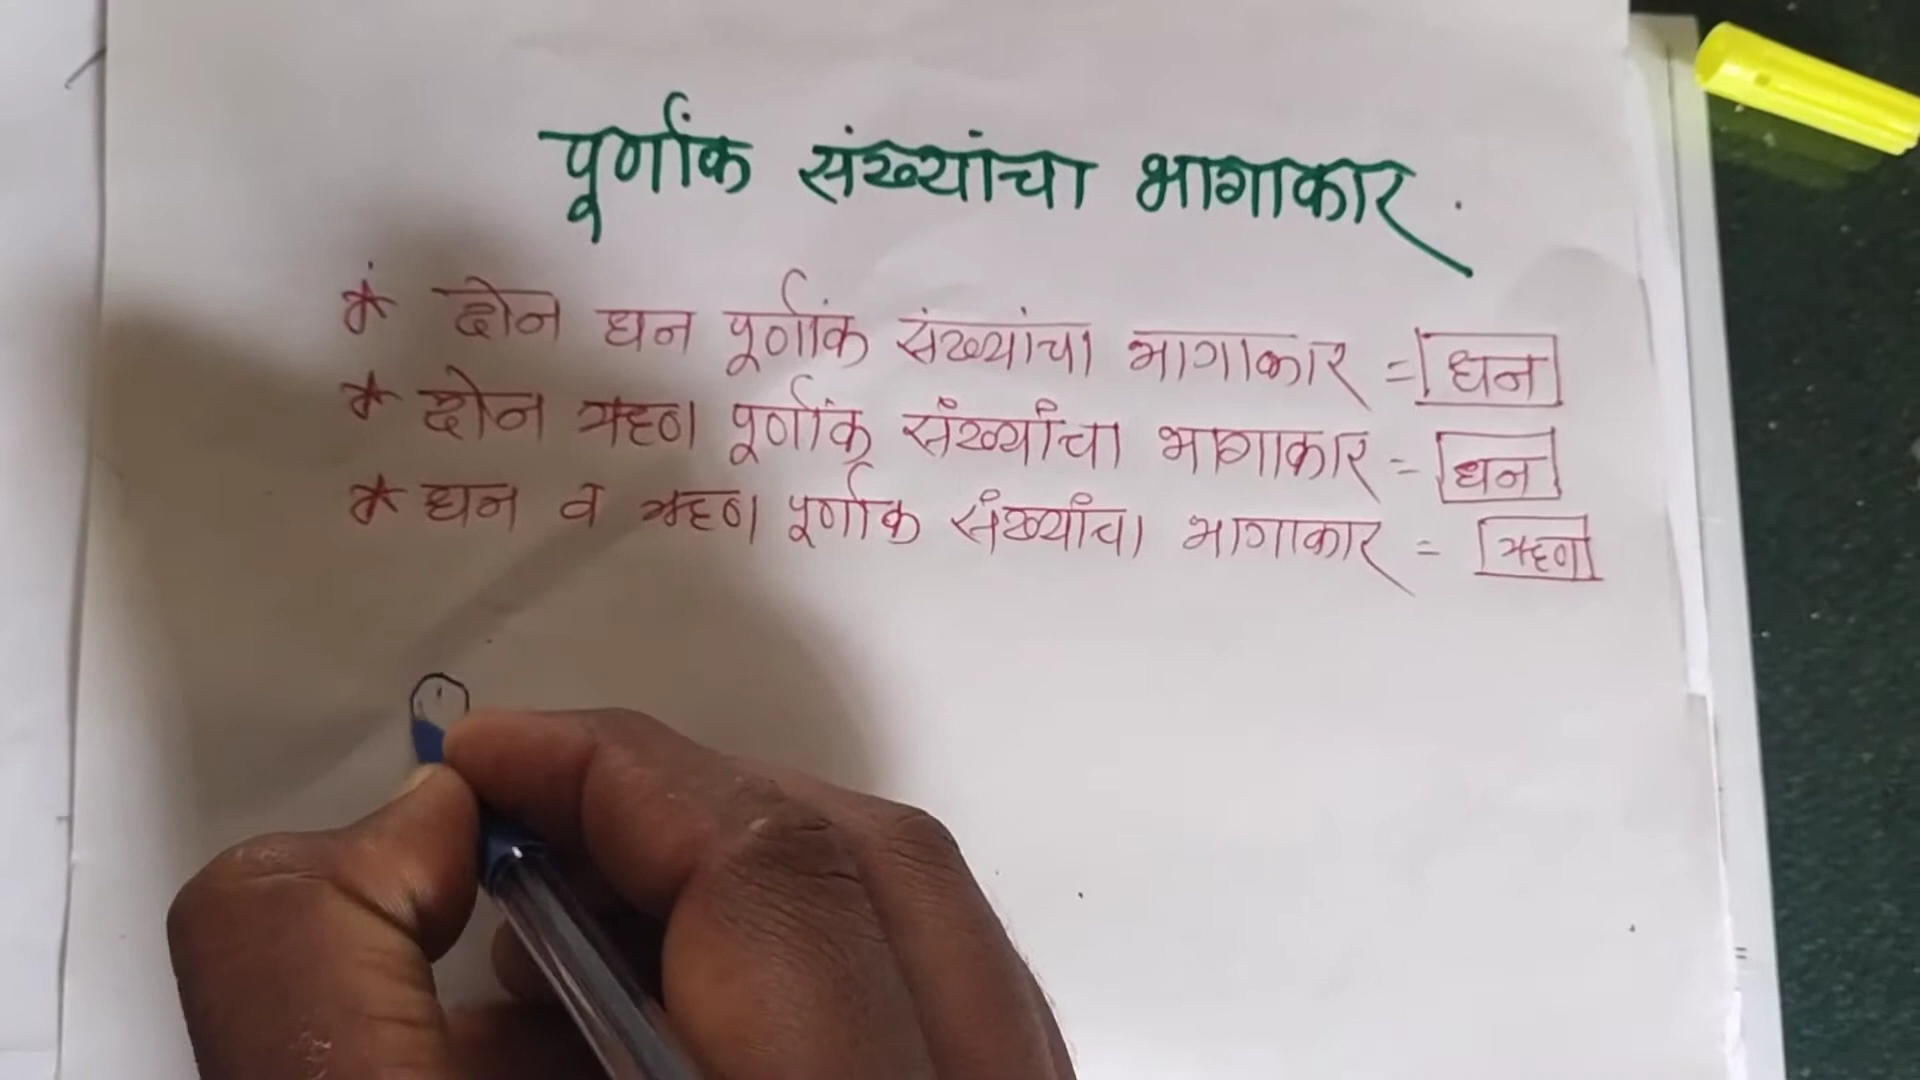 पूर्णांक संख्यांचा भागाकार.
* दोन धन पूर्णांक संख्यांचा भागाकार = धन
* दोन ऋण पूर्णांक संख्यांचा भागाकार = धन
* धन व ऋण पूर्णांक संख्यांचा भागाकार = ऋण